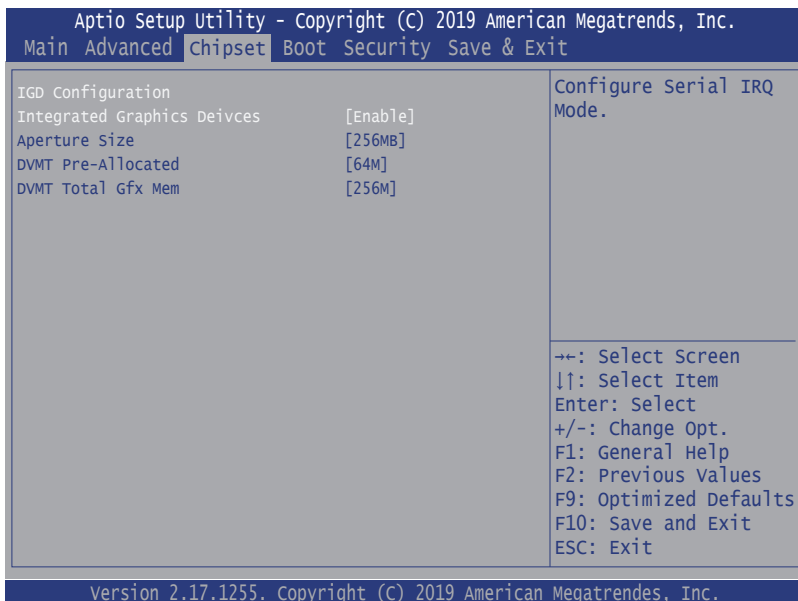 Aptio Setup Utility - Copyright (C) 2019 American Megatrends, Inc.
Main Advanced Chipset Boot Security Save & Exit
IGD Configuration
Integrated Graphics Deivces [Enable]
Aperture Size [256MB]
DVMT Pre-Allocated [64M]
DVMT Total Gfx Mem [256M]
Configure Serial IRQ
Mode.
→←: Select Screen
↓↑: Select Item
Enter: Select
+/-: Change Opt.
F1: General Help
F2: Previous Values
F9: Optimized Defaults
F10: Save and Exit
ESC: Exit
Version 2.17.1255. Copyright (C) 2019 American Megatrendes, Inc.